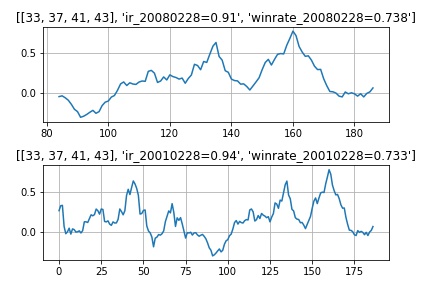 [[33, 37, 41, 43], 'ir_20080228=0.91', 'winrate_20080228=0.738']
0.5
0.0
80 100 120 140 160 180
[[33, 37, 41, 43], 'ir_20010228=0.94', 'winrate_20010228=0.733']
0.5
0.0
0 25 50 75 100 125 150 175